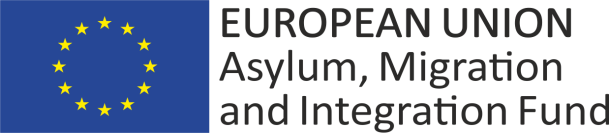 EUROPEAN UNION
Asylum, Migration
and Integration Fund